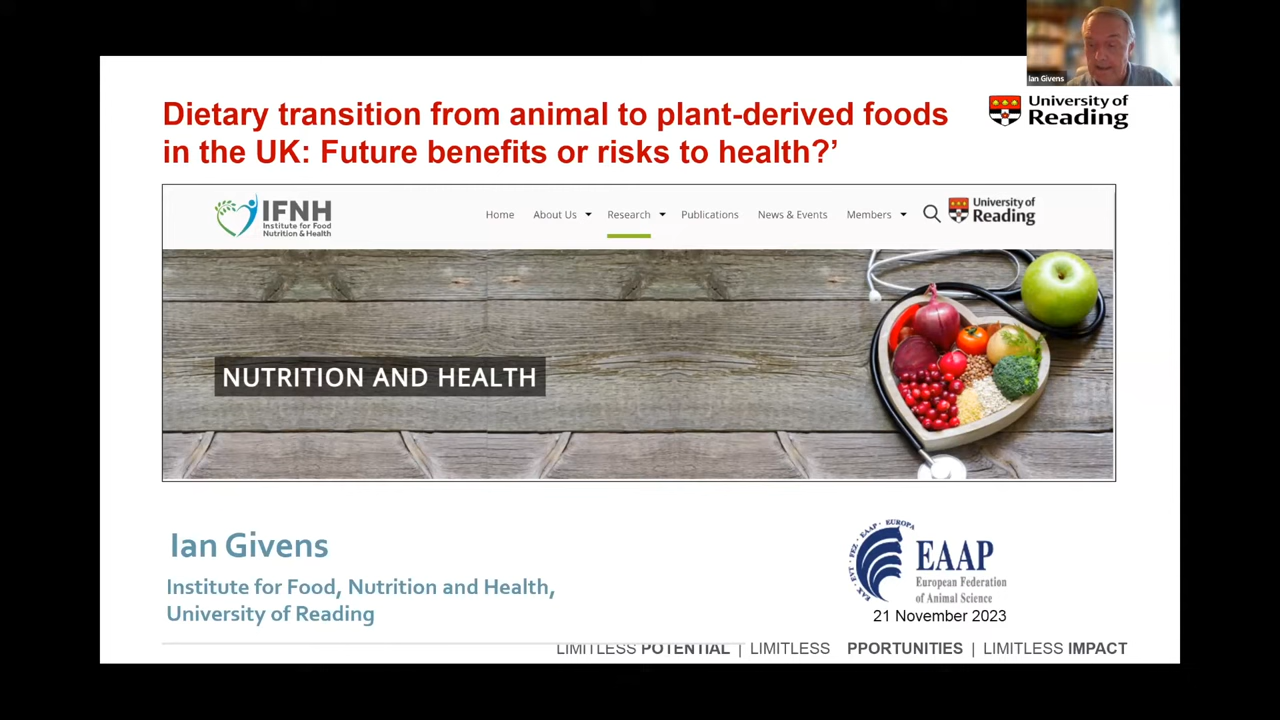 Ian Givens
Dietary transition from animal to plant-derived foods
in the UK: Future benefits or risks to health?’
University of
Reading
IFNH
Institute for Food
Nutrition & Health
Home About Us Research Publications News & Events Members
University of
Reading
NUTRITION AND HEALTH
Ian Givens
Institute for Food, Nutrition and Health,
University of Reading
EAAP
European Federation
of Animal Science
21 November 2023
LIMITLESS POTENTIAL | LIMITLESS PPORTUNITIES | LIMITLESS IMPACT